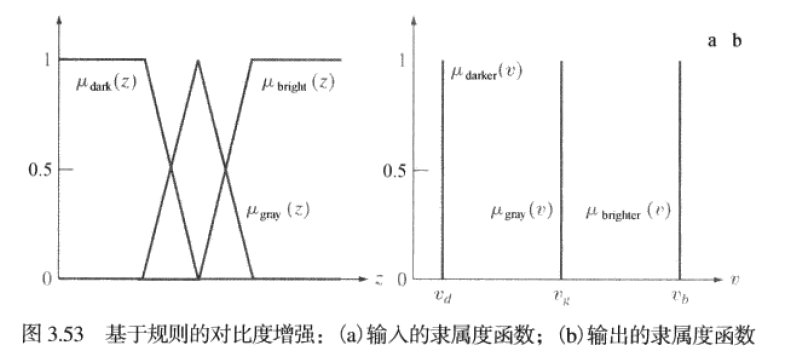 a b
1
μdark(z)
μbright(z)
0.5
μgray(z)
0
z
1
μdarker(v)
0.5
μgray(v)
μbrighter(v)
0
vd
vg
vb
v
图 3.53 基于规则的对比度增强：(a)输入的隶属度函数；(b)输出的隶属度函数